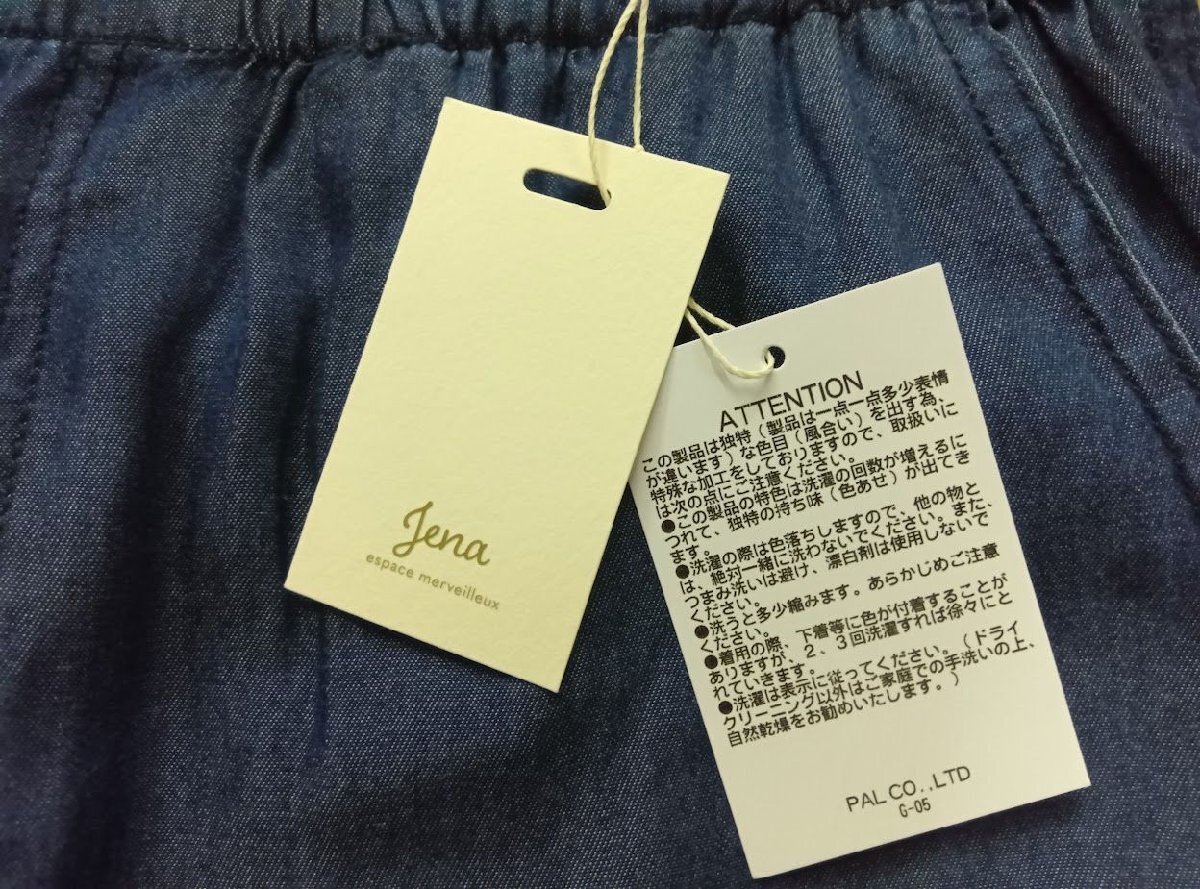 Jena
espace merveilleux
ATTENTION
この製品は独特（製品は一点一点多少表情
が違います）な色目（風合い）を出す為、
特殊な加工をしておりますので、取扱いに
は次の点にご注意ください。
●この製品の特色は洗濯の回数が増えるに
つれて、独特の持ち味（色あせ）が出てき
ます。
●洗濯の際は色落ちしますので、他の物と
は、絶対一緒に洗わないでください。また、
つまみ洗いは避け、漂白剤は使用しないで
ください。
●洗うと多少縮みます。あらかじめご注意
ください。
●着用の際、下着等に色が付着することが
ありますが、2、3回洗濯すれば徐々にと
れていきます。
●洗濯は表示に従ってください。（ドライ
クリーニング以外はご家庭での手洗いの上、
自然乾燥をお勧めいたします。）
PAL CO.,LTD
G-05